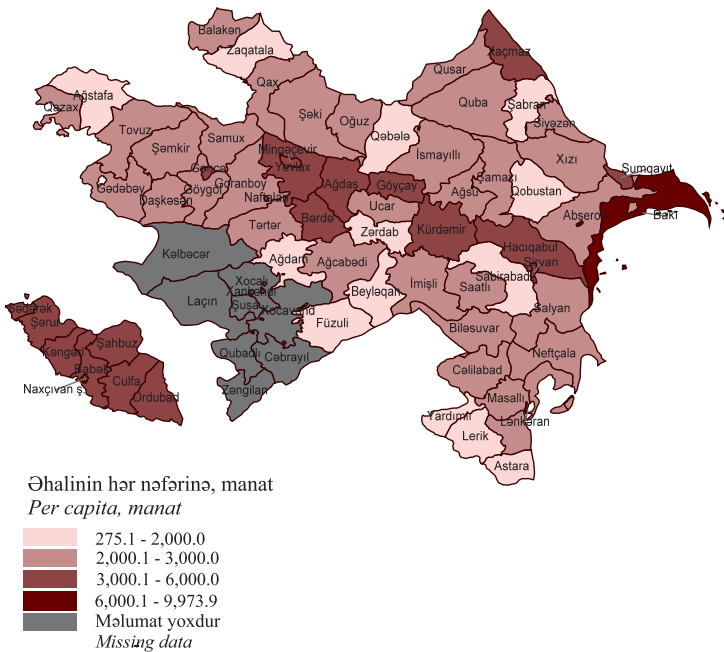 Balakən
Zaqatala
Xaçmaz
Qusar
Qax
Ağstafa
Qazax
Quba
Şabran
Şəki
Oğuz
Siyəzən
Tovuz
Qəbələ
Samux
Şəmkir
Mingəçevir
İsmayıllı
Xızı
Gəncə
Yevlax
Sumqayıt
Gədəbəy
Göygöl
Goranboy
Ağdaş
Göyçay
Şamaxı
Qobustan
Daşkəsən
Naftalan
Ucar
Ağsu
Abşero
Bakı
Bərdə
Tərtər
Zərdab
Kürdəmir
Hacıqabul
Kəlbəcər
Ağdam
Ağcabədi
Şirvan
Sabirabad
Xocalı
Xankəndi
Beyləqan
İmişli
Saatlı
Laçın
Şuşa
Xocavənd
Salyan
Sədərək
Şərur
Füzuli
Biləsuvar
Şahbuz
Kəngərli
Qubadlı
Cəbrayıl
Neftçala
Babək
Cəlilabad
Naxçıvan ş.
Culfa
Ordubad
Zəngilan
Masallı
Yardımlı
Lənkəran
Lerik
Astara
Əhalinin hər nəfərinə, manat
Per capita, manat
275.1 - 2,000.0
2,000.1 - 3,000.0
3,000.1 - 6,000.0
6,000.1 - 9,973.9
Məlumat yoxdur
Missing data